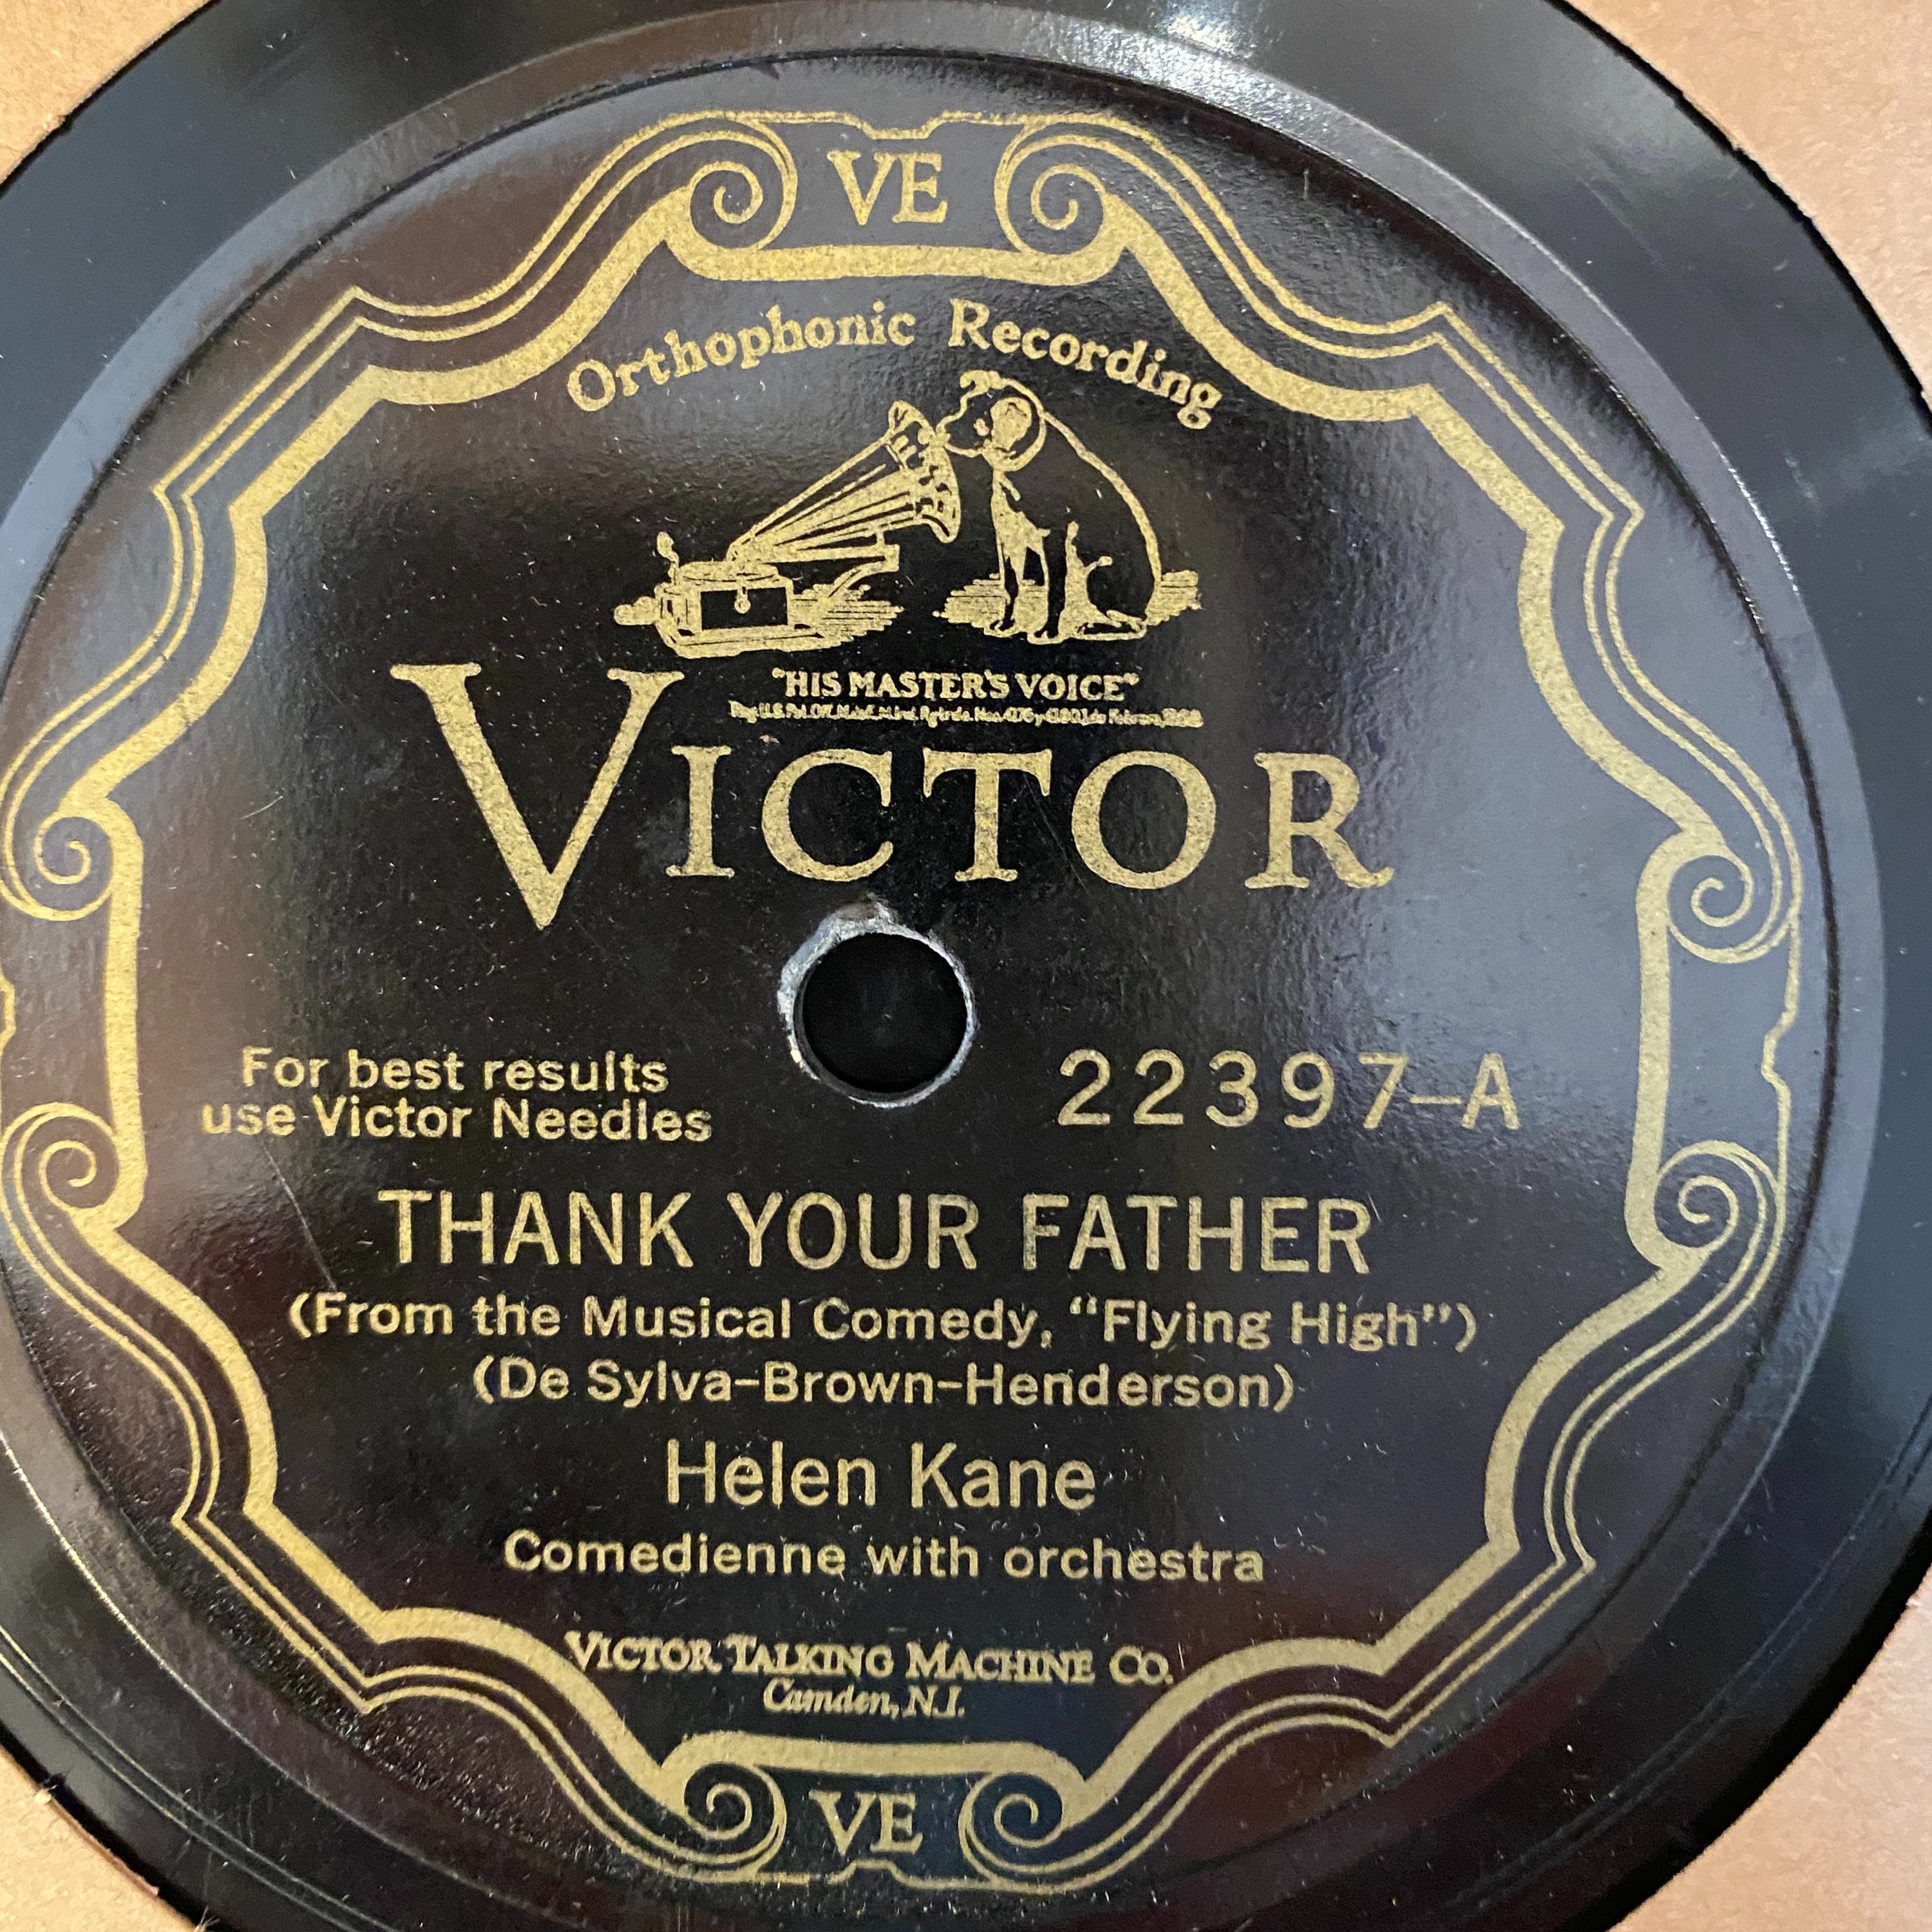 VE
Orthophonic Recording
"HIS MASTER'S VOICE"
VICTOR
For best results
use Victor Needles
22397-A
THANK YOUR FATHER
(From the Musical Comedy, "Flying High")
(De Sylva-Brown-Henderson)
Helen Kane
Comedienne with orchestra
VICTOR TALKING MACHINE CO.
Camden, N.J.
VE